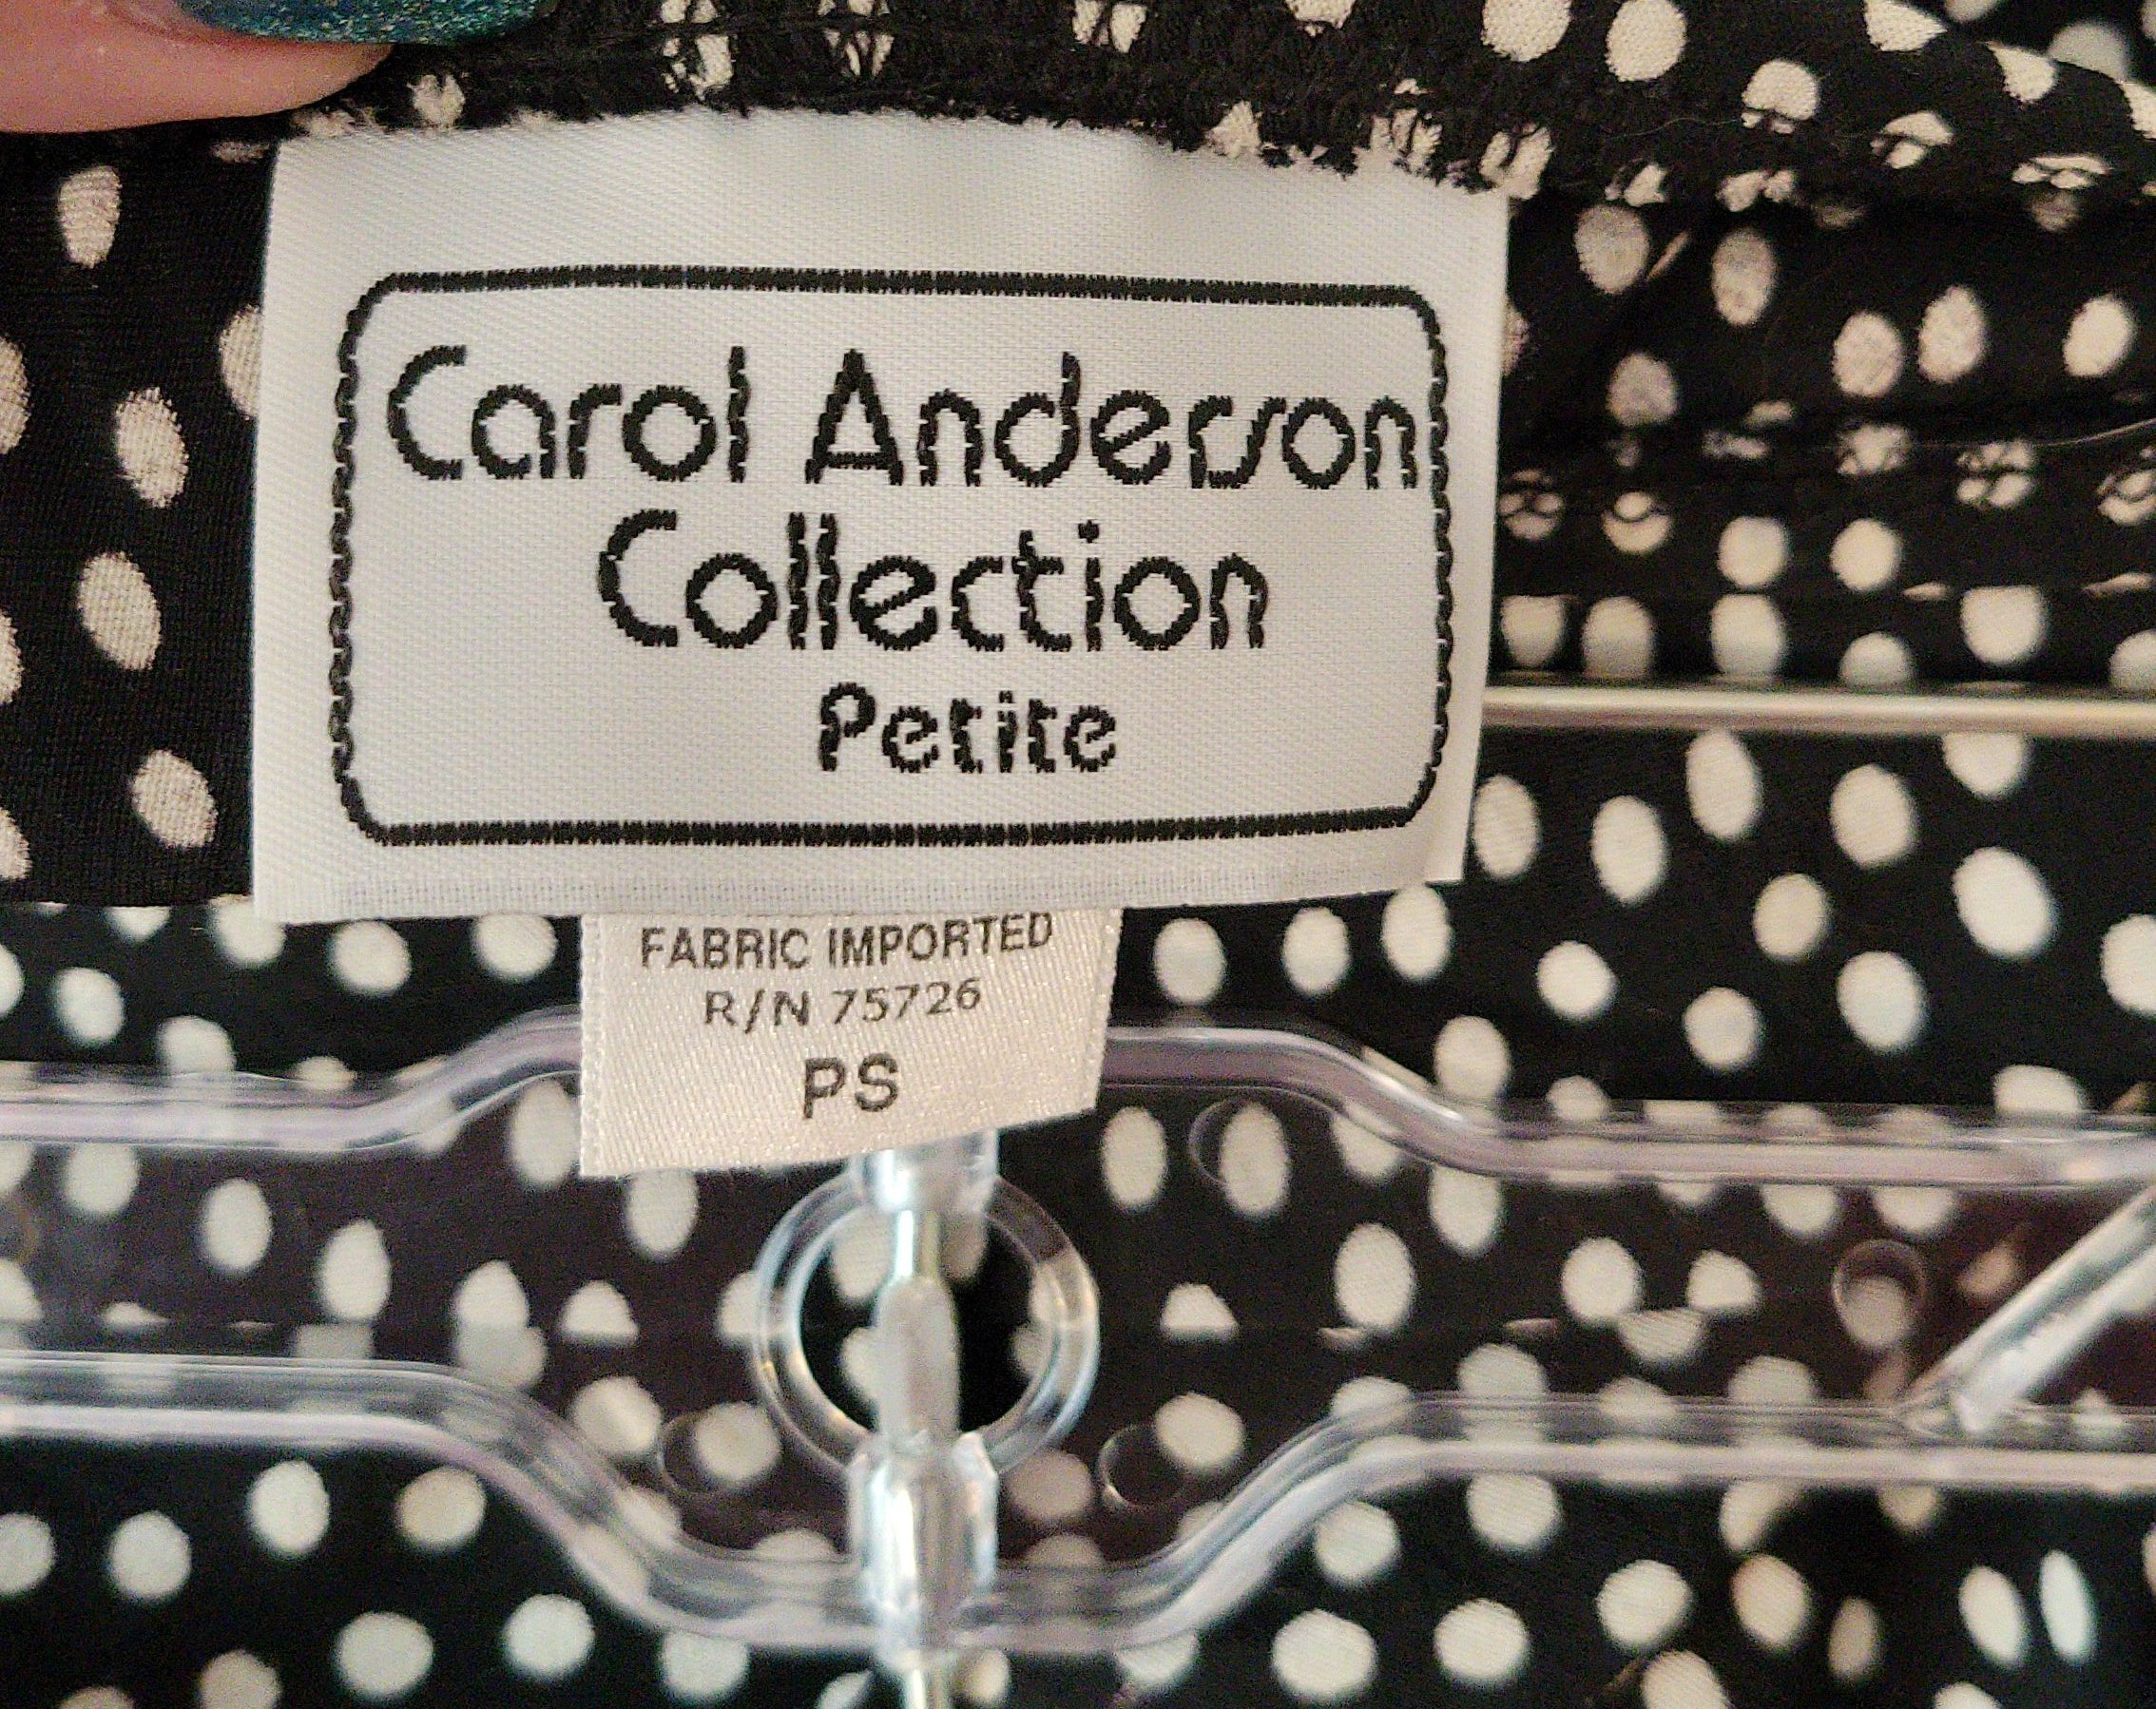 Carol Anderson
Collection
Petite
FABRIC IMPORTED
R/N 75726
PS